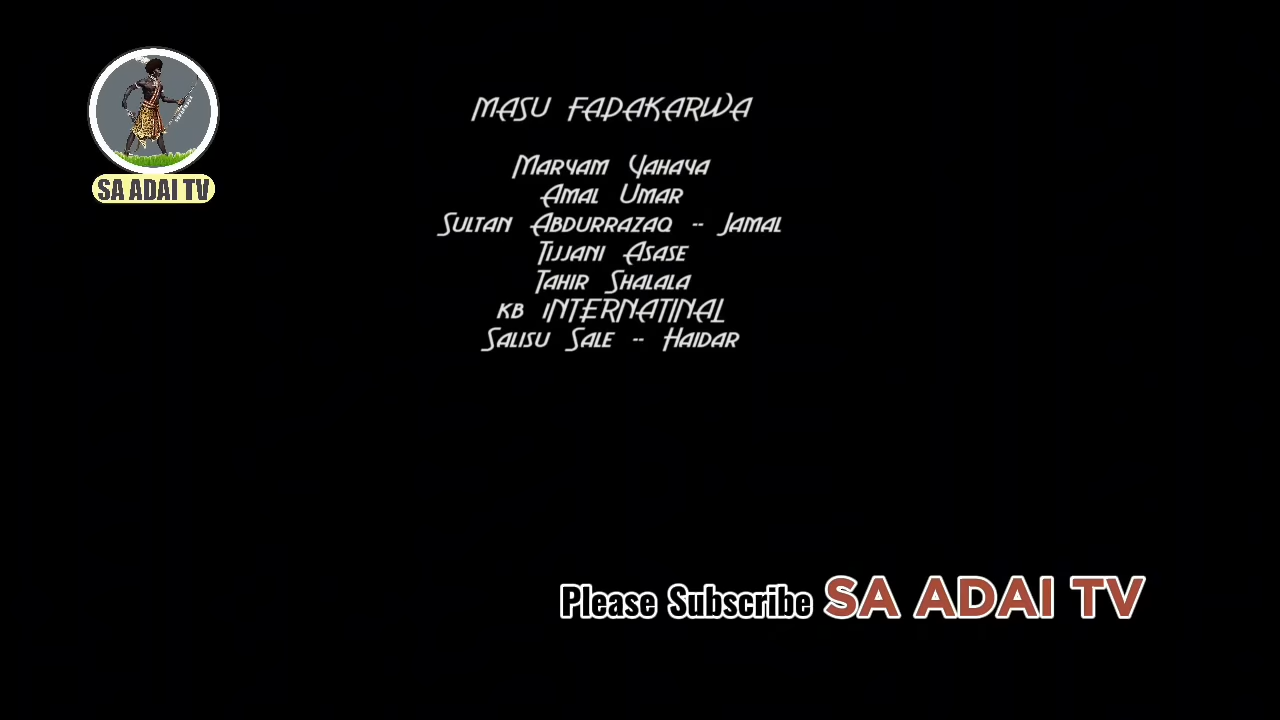 SA ADAI TV
MASU FADAKARWA
Maryam Yahaya
Amal Umar
Sultan Abdurrazaq -- Jamal
Tijjani Asase
Tahir Shalala
KB INTERNATINAL
Salisu Sale -- Haidar
Please Subscribe SA ADAI TV